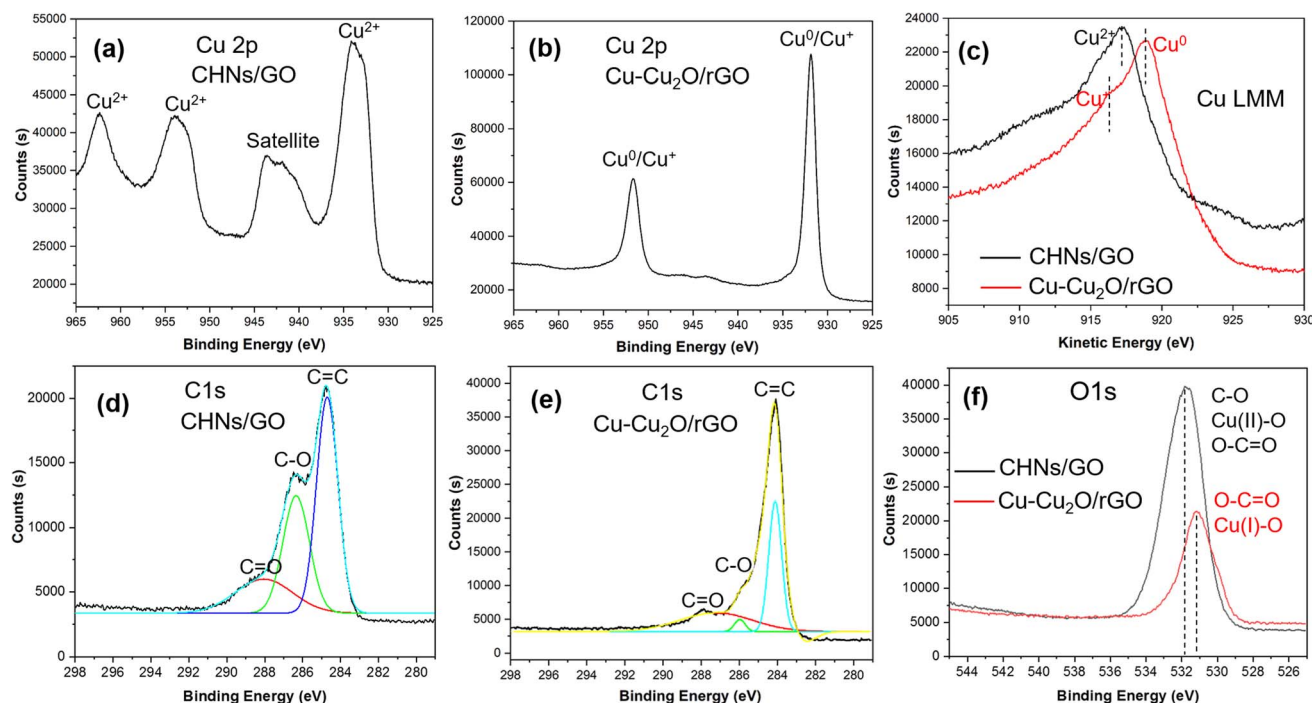 (a)
Cu 2p
CHNs/GO
Cu²⁺
Cu²⁺
Satellite
Cu²⁺
55000
50000
45000
40000
35000
30000
25000
20000
Counts (s)
965 960 955 950 945 940 935 930 925
Binding Energy (eV)
(b)
Cu 2p
Cu-Cu₂O/rGO
Cu⁰/Cu⁺
Cu⁰/Cu⁺
120000
100000
80000
60000
40000
20000
Counts (s)
965 960 955 950 945 940 935 930 925
Binding Energy (eV)
(c)
Cu²⁺
Cu⁰
Cu⁺
Cu LMM
CHNs/GO
Cu-Cu₂O/rGO
24000
22000
20000
18000
16000
14000
12000
10000
8000
Counts (s)
905 910 915 920 925 930
Kinetic Energy (eV)
(d)
C1s
CHNs/GO
C=C
C-O
C=O
20000
15000
10000
5000
0
Counts (s)
298 296 294 292 290 288 286 284 282 280
Binding Energy (eV)
(e)
C1s
Cu-Cu₂O/rGO
C=C
C-O
C=O
40000
35000
30000
25000
20000
15000
10000
5000
0
Counts (s)
298 296 294 292 290 288 286 284 282 280
Binding Energy (eV)
(f)
O1s
C-O
Cu(II)-O
O-C=O
CHNs/GO
Cu-Cu₂O/rGO
O-C=O
Cu(I)-O
40000
35000
30000
25000
20000
15000
10000
5000
0
Counts (s)
544 542 540 538 536 534 532 530 528 526
Binding Energy (eV)